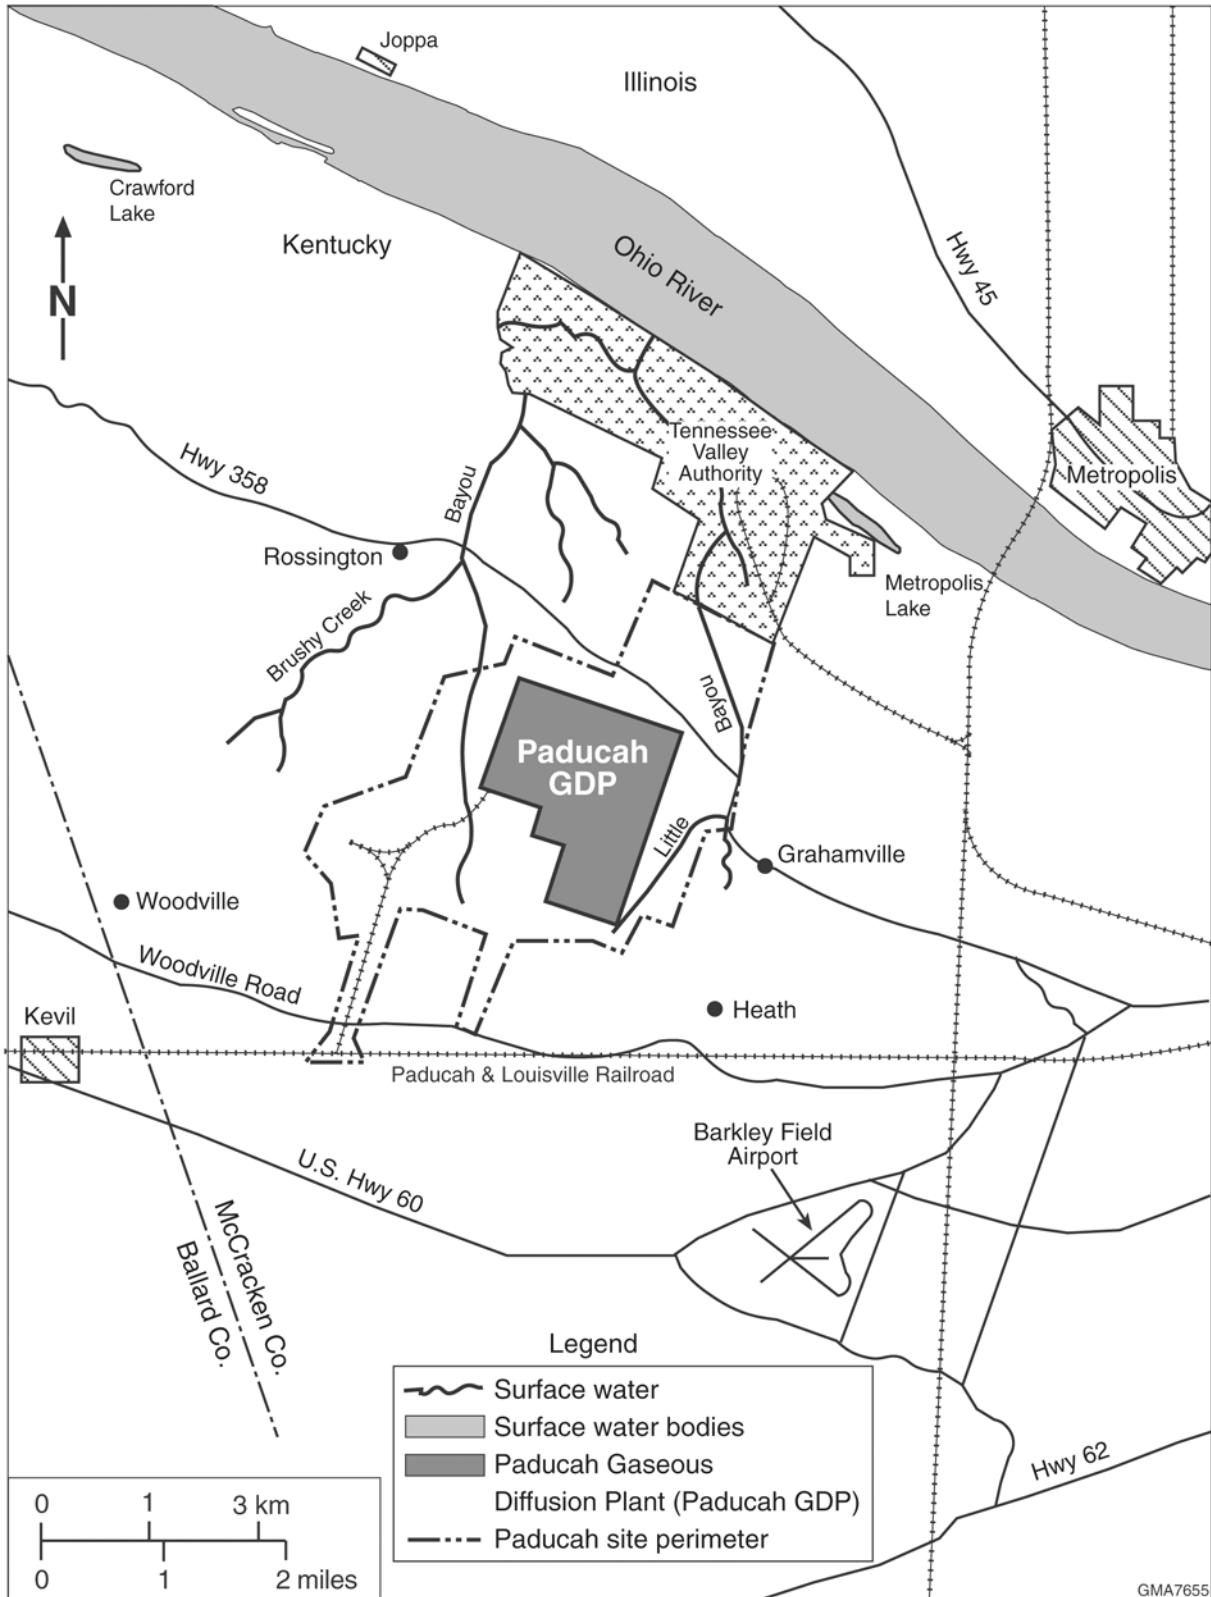 Joppa
Illinois
Crawford
Lake
Kentucky
Ohio River
Hwy 45
N
Tennessee
Valley
Authority
Metropolis
Hwy 358
Bayou
Rossington
Metropolis
Lake
Brushy Creek
Bayou
Paducah
GDP
Little
Grahamville
Woodville
Woodville Road
Heath
Kevil
Paducah & Louisville Railroad
Barkley Field
Airport
U.S. Hwy 60
McCracken Co.
Ballard Co.
Legend
Surface water
Surface water bodies
Paducah Gaseous
Diffusion Plant (Paducah GDP)
Paducah site perimeter
Hwy 62
0 1 3 km
0 1 2 miles
GMA7655